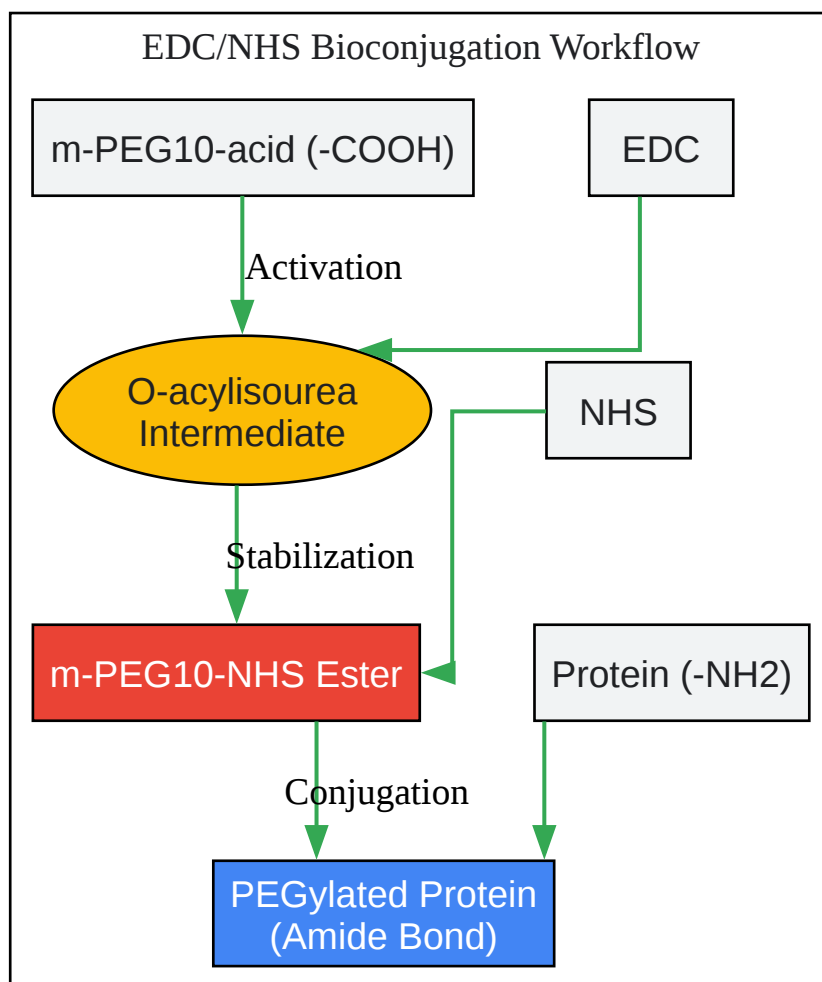 EDC/NHS Bioconjugation Workflow
m-PEG10-acid (-COOH)
EDC
Activation
O-acylisourea
Intermediate
NHS
Stabilization
m-PEG10-NHS Ester
Protein (-NH2)
Conjugation
PEGylated Protein
(Amide Bond)